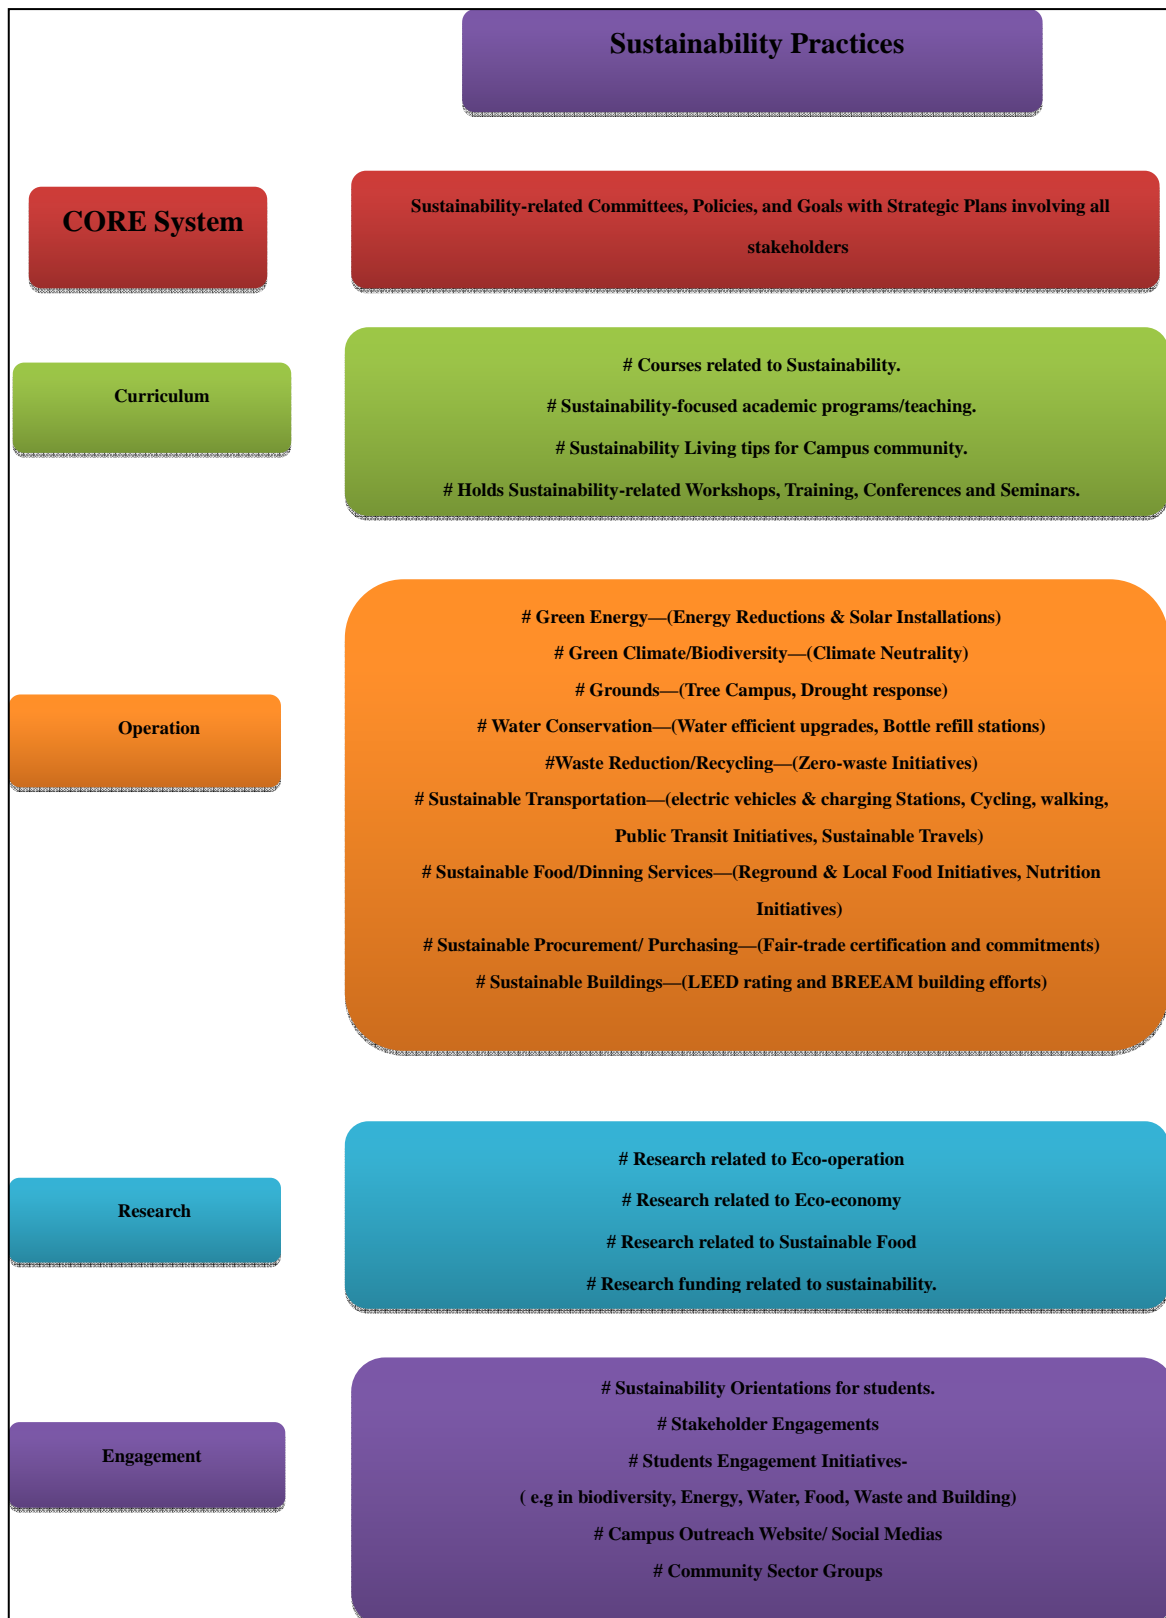 Sustainability Practices
CORE System
Sustainability-related Committees, Policies, and Goals with Strategic Plans involving all
stakeholders
Curriculum
# Courses related to Sustainability.
# Sustainability-focused academic programs/teaching.
# Sustainability Living tips for Campus community.
# Holds Sustainability-related Workshops, Training, Conferences and Seminars.
Operation
# Green Energy—(Energy Reductions & Solar Installations)
# Green Climate/Biodiversity—(Climate Neutrality)
# Grounds—(Tree Campus, Drought response)
# Water Conservation—(Water efficient upgrades, Bottle refill stations)
#Waste Reduction/Recycling—(Zero-waste Initiatives)
# Sustainable Transportation—(electric vehicles & charging Stations, Cycling, walking,
Public Transit Initiatives, Sustainable Travels)
# Sustainable Food/Dinning Services—(Reground & Local Food Initiatives, Nutrition
Initiatives)
# Sustainable Procurement/ Purchasing—(Fair-trade certification and commitments)
# Sustainable Buildings—(LEED rating and BREEAM building efforts)
Research
# Research related to Eco-operation
# Research related to Eco-economy
# Research related to Sustainable Food
# Research funding related to sustainability.
Engagement
# Sustainability Orientations for students.
# Stakeholder Engagements
# Students Engagement Initiatives-
( e.g in biodiversity, Energy, Water, Food, Waste and Building)
# Campus Outreach Website/ Social Medias
# Community Sector Groups